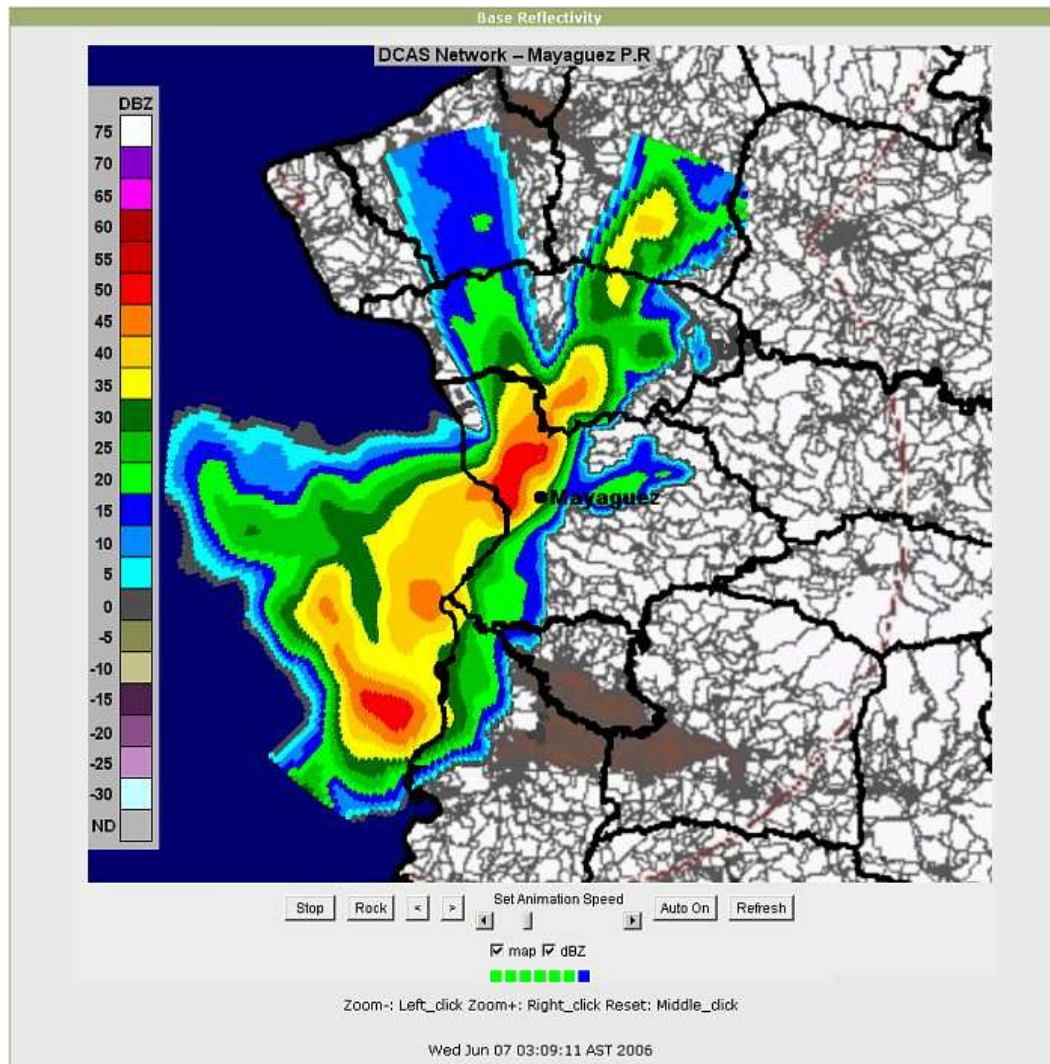 Base Reflectivity
DCAS Network – Mayaguez P.R
DBZ
75
70
65
60
55
50
45
40
35
30
25
20
15
10
5
0
-5
-10
-15
-20
-25
-30
ND
Mayaguez
Set Animation Speed
Stop Rock < > Auto On Refresh
map dBZ
Zoom-: Left_click Zoom+: Right_click Reset: Middle_click
Wed Jun 07 03:09:11 AST 2006